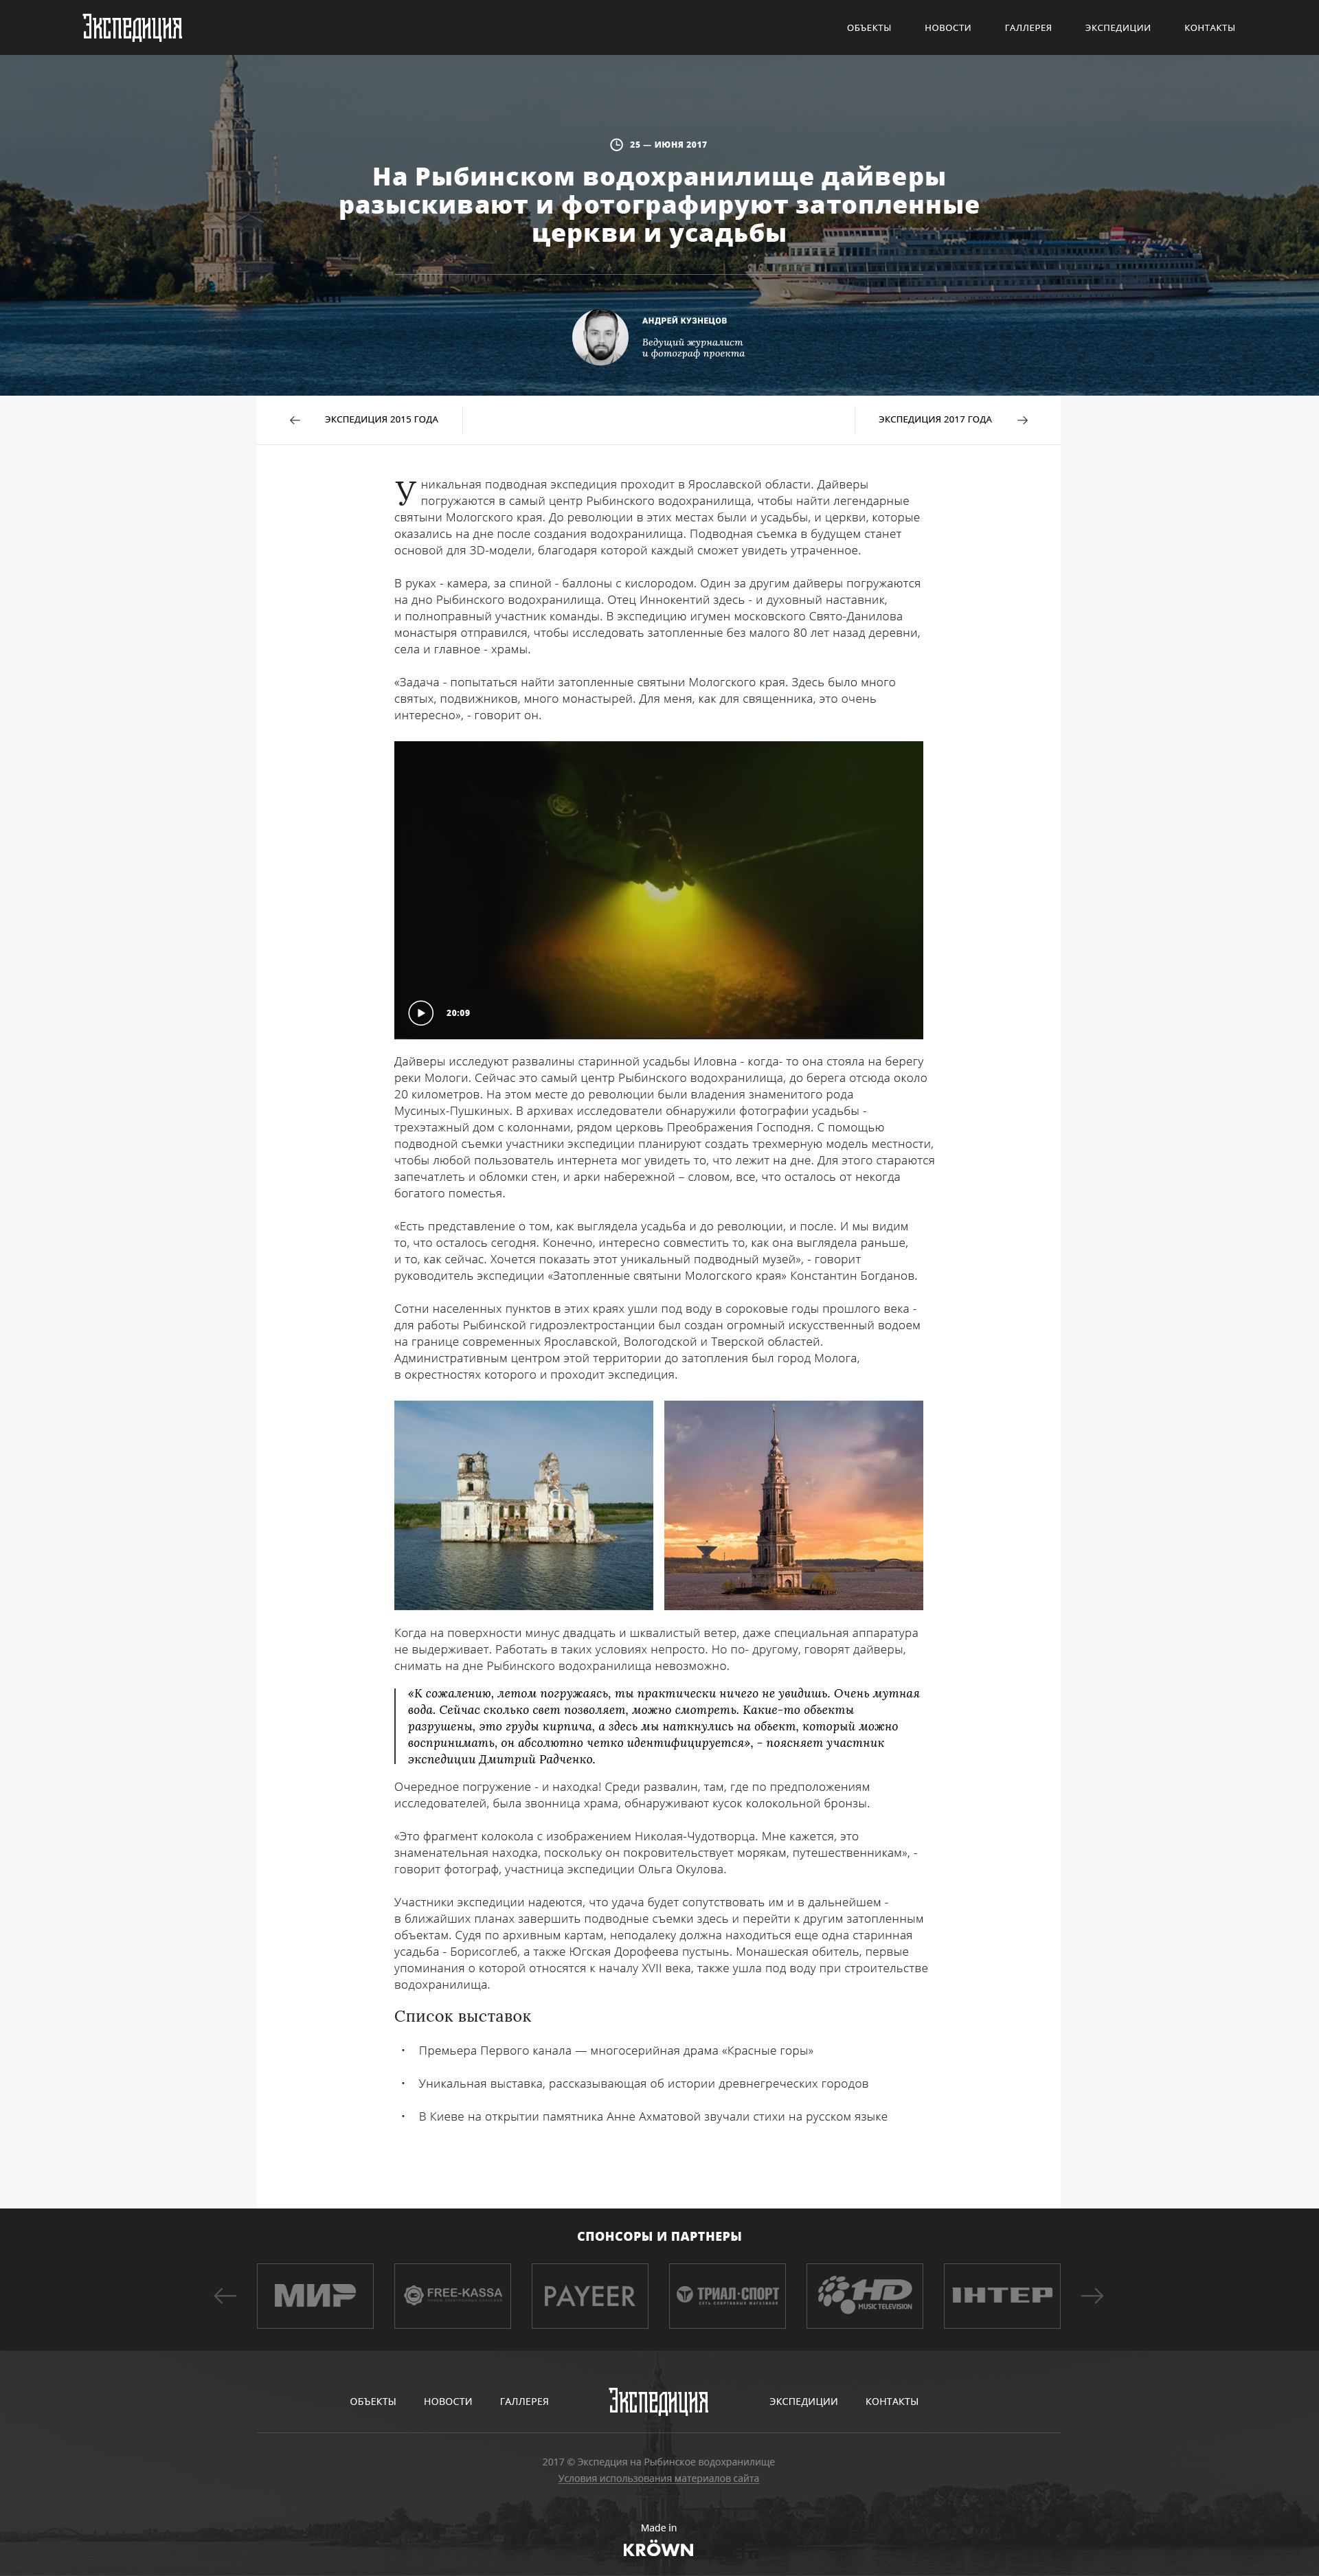 Экспедиция
ОБЪЕКТЫ НОВОСТИ ГАЛЛЕРЕЯ ЭКСПЕДИЦИИ КОНТАКТЫ
25 — ИЮНЯ 2017
На Рыбинском водохранилище дайверы
разыскивают и фотографируют затопленные
церкви и усадьбы
АНДРЕЙ КУЗНЕЦОВ
Ведущий журналист
и фотограф проекта
ЭКСПЕДИЦИЯ 2015 ГОДА
ЭКСПЕДИЦИЯ 2017 ГОДА
Уникальная подводная экспедиция проходит в Ярославской области. Дайверы
погружаются в самый центр Рыбинского водохранилища, чтобы найти легендарные
святыни Мологского края. До революции в этих местах были и усадьбы, и церкви, которые
оказались на дне после создания водохранилища. Подводная съемка в будущем станет
основой для 3D-модели, благодаря которой каждый сможет увидеть утраченное.
В руках - камера, за спиной - баллоны с кислородом. Один за другим дайверы погружаются
на дно Рыбинского водохранилища. Отец Иннокентий здесь - и духовный наставник,
и полноправный участник команды. В экспедицию игумен московского Свято-Данилова
монастыря отправился, чтобы исследовать затопленные без малого 80 лет назад деревни,
села и главное - храмы.
«Задача - попытаться найти затопленные святыни Мологского края. Здесь было много
святых, подвижников, много монастырей. Для меня, как для священника, это очень
интересно», - говорит он.
20:09
Дайверы исследуют развалины старинной усадьбы Иловна - когда- то она стояла на берегу
реки Мологи. Сейчас это самый центр Рыбинского водохранилища, до берега отсюда около
20 километров. На этом месте до революции были владения знаменитого рода
Мусиных-Пушкиных. В архивах исследователи обнаружили фотографии усадьбы -
трехэтажный дом с колоннами, рядом церковь Преображения Господня. С помощью
подводной съемки участники экспедиции планируют создать трехмерную модель местности,
чтобы любой пользователь интернета мог увидеть то, что лежит на дне. Для этого стараются
запечатлеть и обломки стен, и арки набережной – словом, все, что осталось от некогда
богатого поместья.
«Есть представление о том, как выглядела усадьба и до революции, и после. И мы видим
то, что осталось сегодня. Конечно, интересно совместить то, как она выглядела раньше,
и то, как сейчас. Хочется показать этот уникальный подводный музей», - говорит
руководитель экспедиции «Затопленные святыни Мологского края» Константин Богданов.
Сотни населенных пунктов в этих краях ушли под воду в сороковые годы прошлого века -
для работы Рыбинской гидроэлектростанции был создан огромный искусственный водоем
на границе современных Ярославской, Вологодской и Тверской областей.
Административным центром этой территории до затопления был город Молога,
в окрестностях которого и проходит экспедиция.
Когда на поверхности минус двадцать и шквалистый ветер, даже специальная аппаратура
не выдерживает. Работать в таких условиях непросто. Но по- другому, говорят дайверы,
снимать на дне Рыбинского водохранилища невозможно.
«К сожалению, летом погружаясь, ты практически ничего не увидишь. Очень мутная
вода. Сейчас сколько свет позволяет, можно смотреть. Какие-то объекты
разрушены, это груды кирпича, а здесь мы наткнулись на объект, который можно
воспринимать, он абсолютно четко идентифицируется», - поясняет участник
экспедиции Дмитрий Радченко.
Очередное погружение - и находка! Среди развалин, там, где по предположениям
исследователей, была звонница храма, обнаруживают кусок колокольной бронзы.
«Это фрагмент колокола с изображением Николая-Чудотворца. Мне кажется, это
знаменательная находка, поскольку он покровительствует морякам, путешественникам», -
говорит фотограф, участница экспедиции Ольга Окулова.
Участники экспедиции надеются, что удача будет сопутствовать им и в дальнейшем -
в ближайших планах завершить подводные съемки здесь и перейти к другим затопленным
объектам. Судя по архивным картам, неподалеку должна находиться еще одна старинная
усадьба - Борисоглеб, а также Югская Дорофеева пустынь. Монашеская обитель, первые
упоминания о которой относятся к началу XVII века, также ушла под воду при строительстве
водохранилища.
Список выставок
• Премьера Первого канала — многосерийная драма «Красные горы»
• Уникальная выставка, рассказывающая об истории древнегреческих городов
• В Киеве на открытии памятника Анне Ахматовой звучали стихи на русском языке
СПОНСОРЫ И ПАРТНЕРЫ
МИР
FREE-KASSA
PAYEER
ТРИАЛ·СПОРТ
СЕТЬ СПОРТИВНЫХ МАГАЗИНОВ
HD
MUSIC TELEVISION
ІНТЕР
ОБЪЕКТЫ НОВОСТИ ГАЛЛЕРЕЯ Экспедиция ЭКСПЕДИЦИИ КОНТАКТЫ
2017 © Экспедция на Рыбинское водохранилище
Условия использования материалов сайта
Made in
KRÖWN